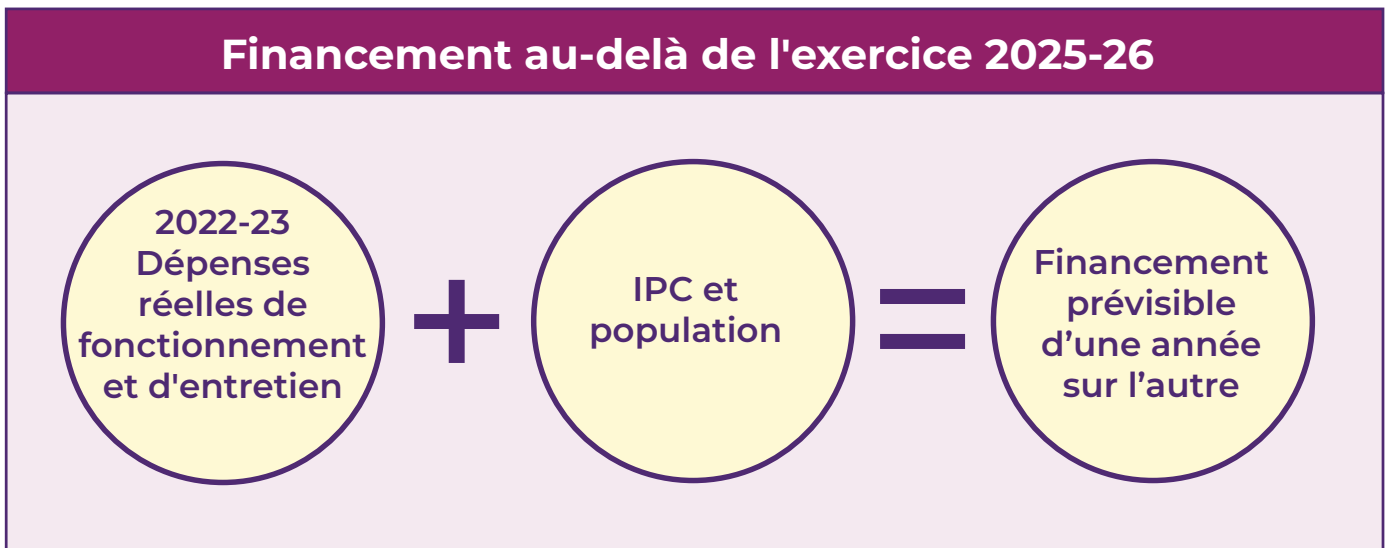 Financement au-delà de l'exercice 2025-26
2022-23
Dépenses
réelles de
fonctionnement
et d'entretien
+
IPC et
population
=
Financement
prévisible
d’une année
sur l’autre